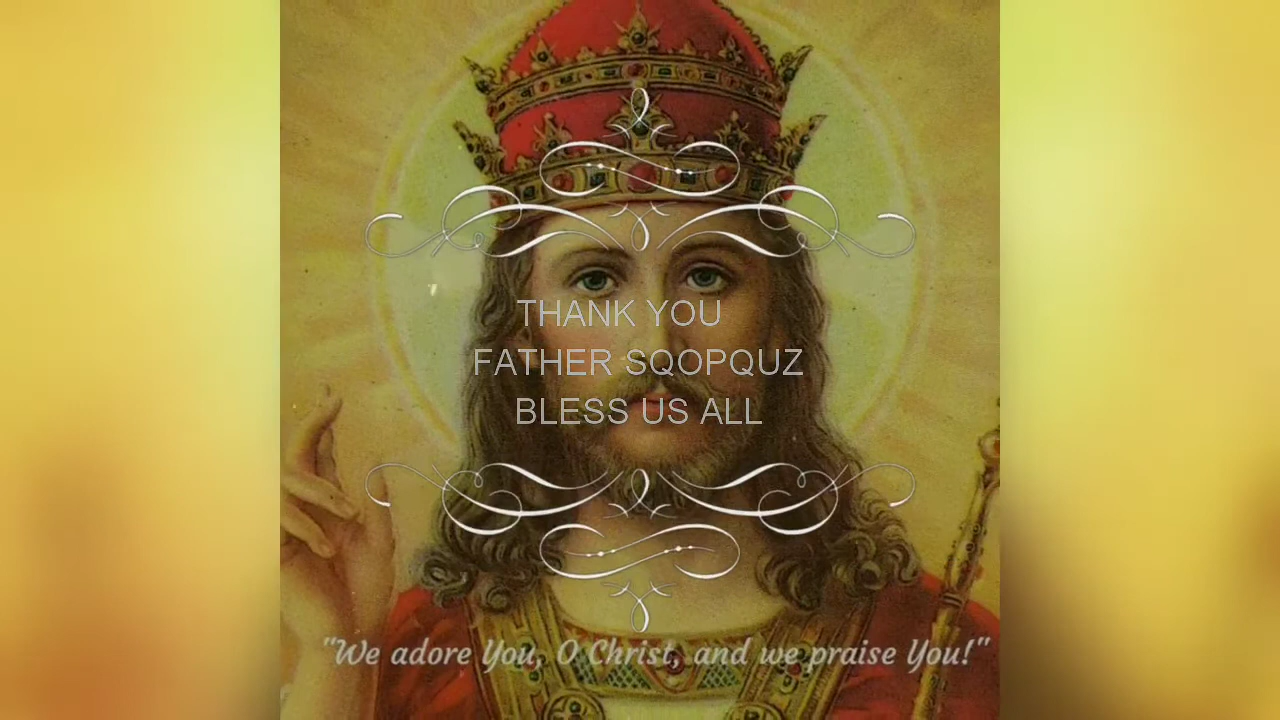 THANK YOU
FATHER SQOPQUZ
BLESS US ALL
"We adore You, O Christ, and we praise You!"